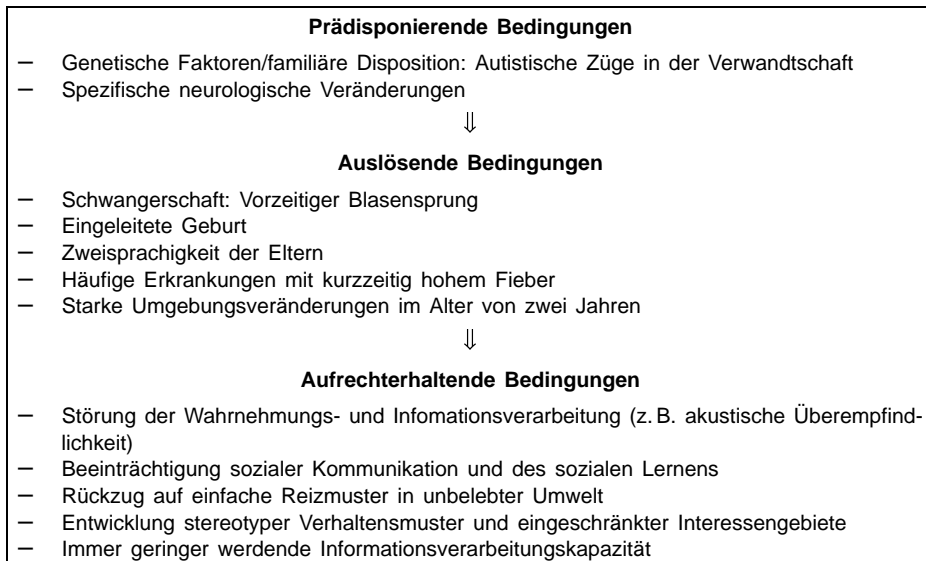 Prädisponierende Bedingungen
– Genetische Faktoren/familiäre Disposition: Autistische Züge in der Verwandtschaft
– Spezifische neurologische Veränderungen
⇓
Auslösende Bedingungen
– Schwangerschaft: Vorzeitiger Blasensprung
– Eingeleitete Geburt
– Zweisprachigkeit der Eltern
– Häufige Erkrankungen mit kurzzeitig hohem Fieber
– Starke Umgebungsveränderungen im Alter von zwei Jahren
⇓
Aufrechterhaltende Bedingungen
– Störung der Wahrnehmungs- und Infomationsverarbeitung (z. B. akustische Überempfind-
lichkeit)
– Beeinträchtigung sozialer Kommunikation und des sozialen Lernens
– Rückzug auf einfache Reizmuster in unbelebter Umwelt
– Entwicklung stereotyper Verhaltensmuster und eingeschränkter Interessengebiete
– Immer geringer werdende Informationsverarbeitungskapazität